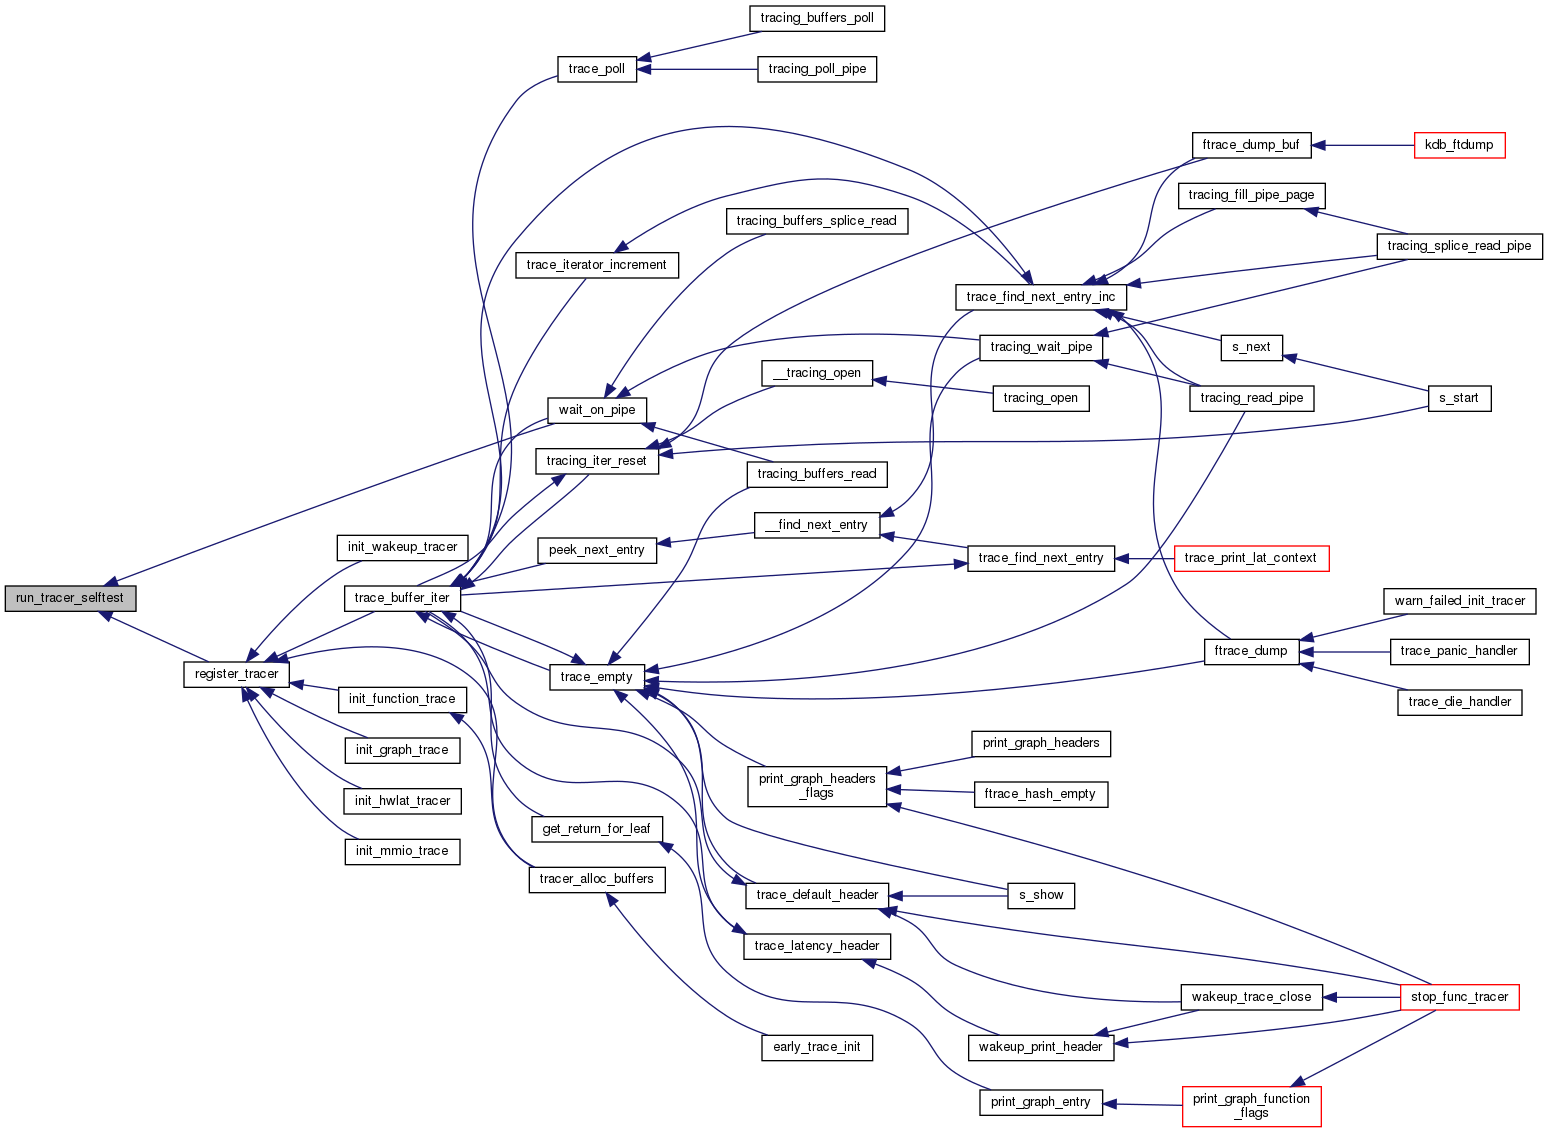 tracing_buffers_poll
trace_poll
tracing_poll_pipe
ftrace_dump_buf
kdb_ftdump
tracing_fill_pipe_page
tracing_buffers_splice_read
tracing_splice_read_pipe
trace_iterator_increment
trace_find_next_entry_inc
tracing_wait_pipe
s_next
__tracing_open
tracing_open
tracing_read_pipe
s_start
wait_on_pipe
tracing_iter_reset
tracing_buffers_read
__find_next_entry
init_wakeup_tracer
peek_next_entry
trace_find_next_entry
trace_print_lat_context
run_tracer_selftest
trace_buffer_iter
warn_failed_init_tracer
ftrace_dump
trace_panic_handler
register_tracer
trace_empty
init_function_trace
trace_die_handler
init_graph_trace
print_graph_headers
print_graph_headers
_flags
ftrace_hash_empty
init_hwlat_tracer
get_return_for_leaf
init_mmio_trace
tracer_alloc_buffers
trace_default_header
s_show
trace_latency_header
wakeup_trace_close
stop_func_tracer
early_trace_init
wakeup_print_header
print_graph_entry
print_graph_function
_flags